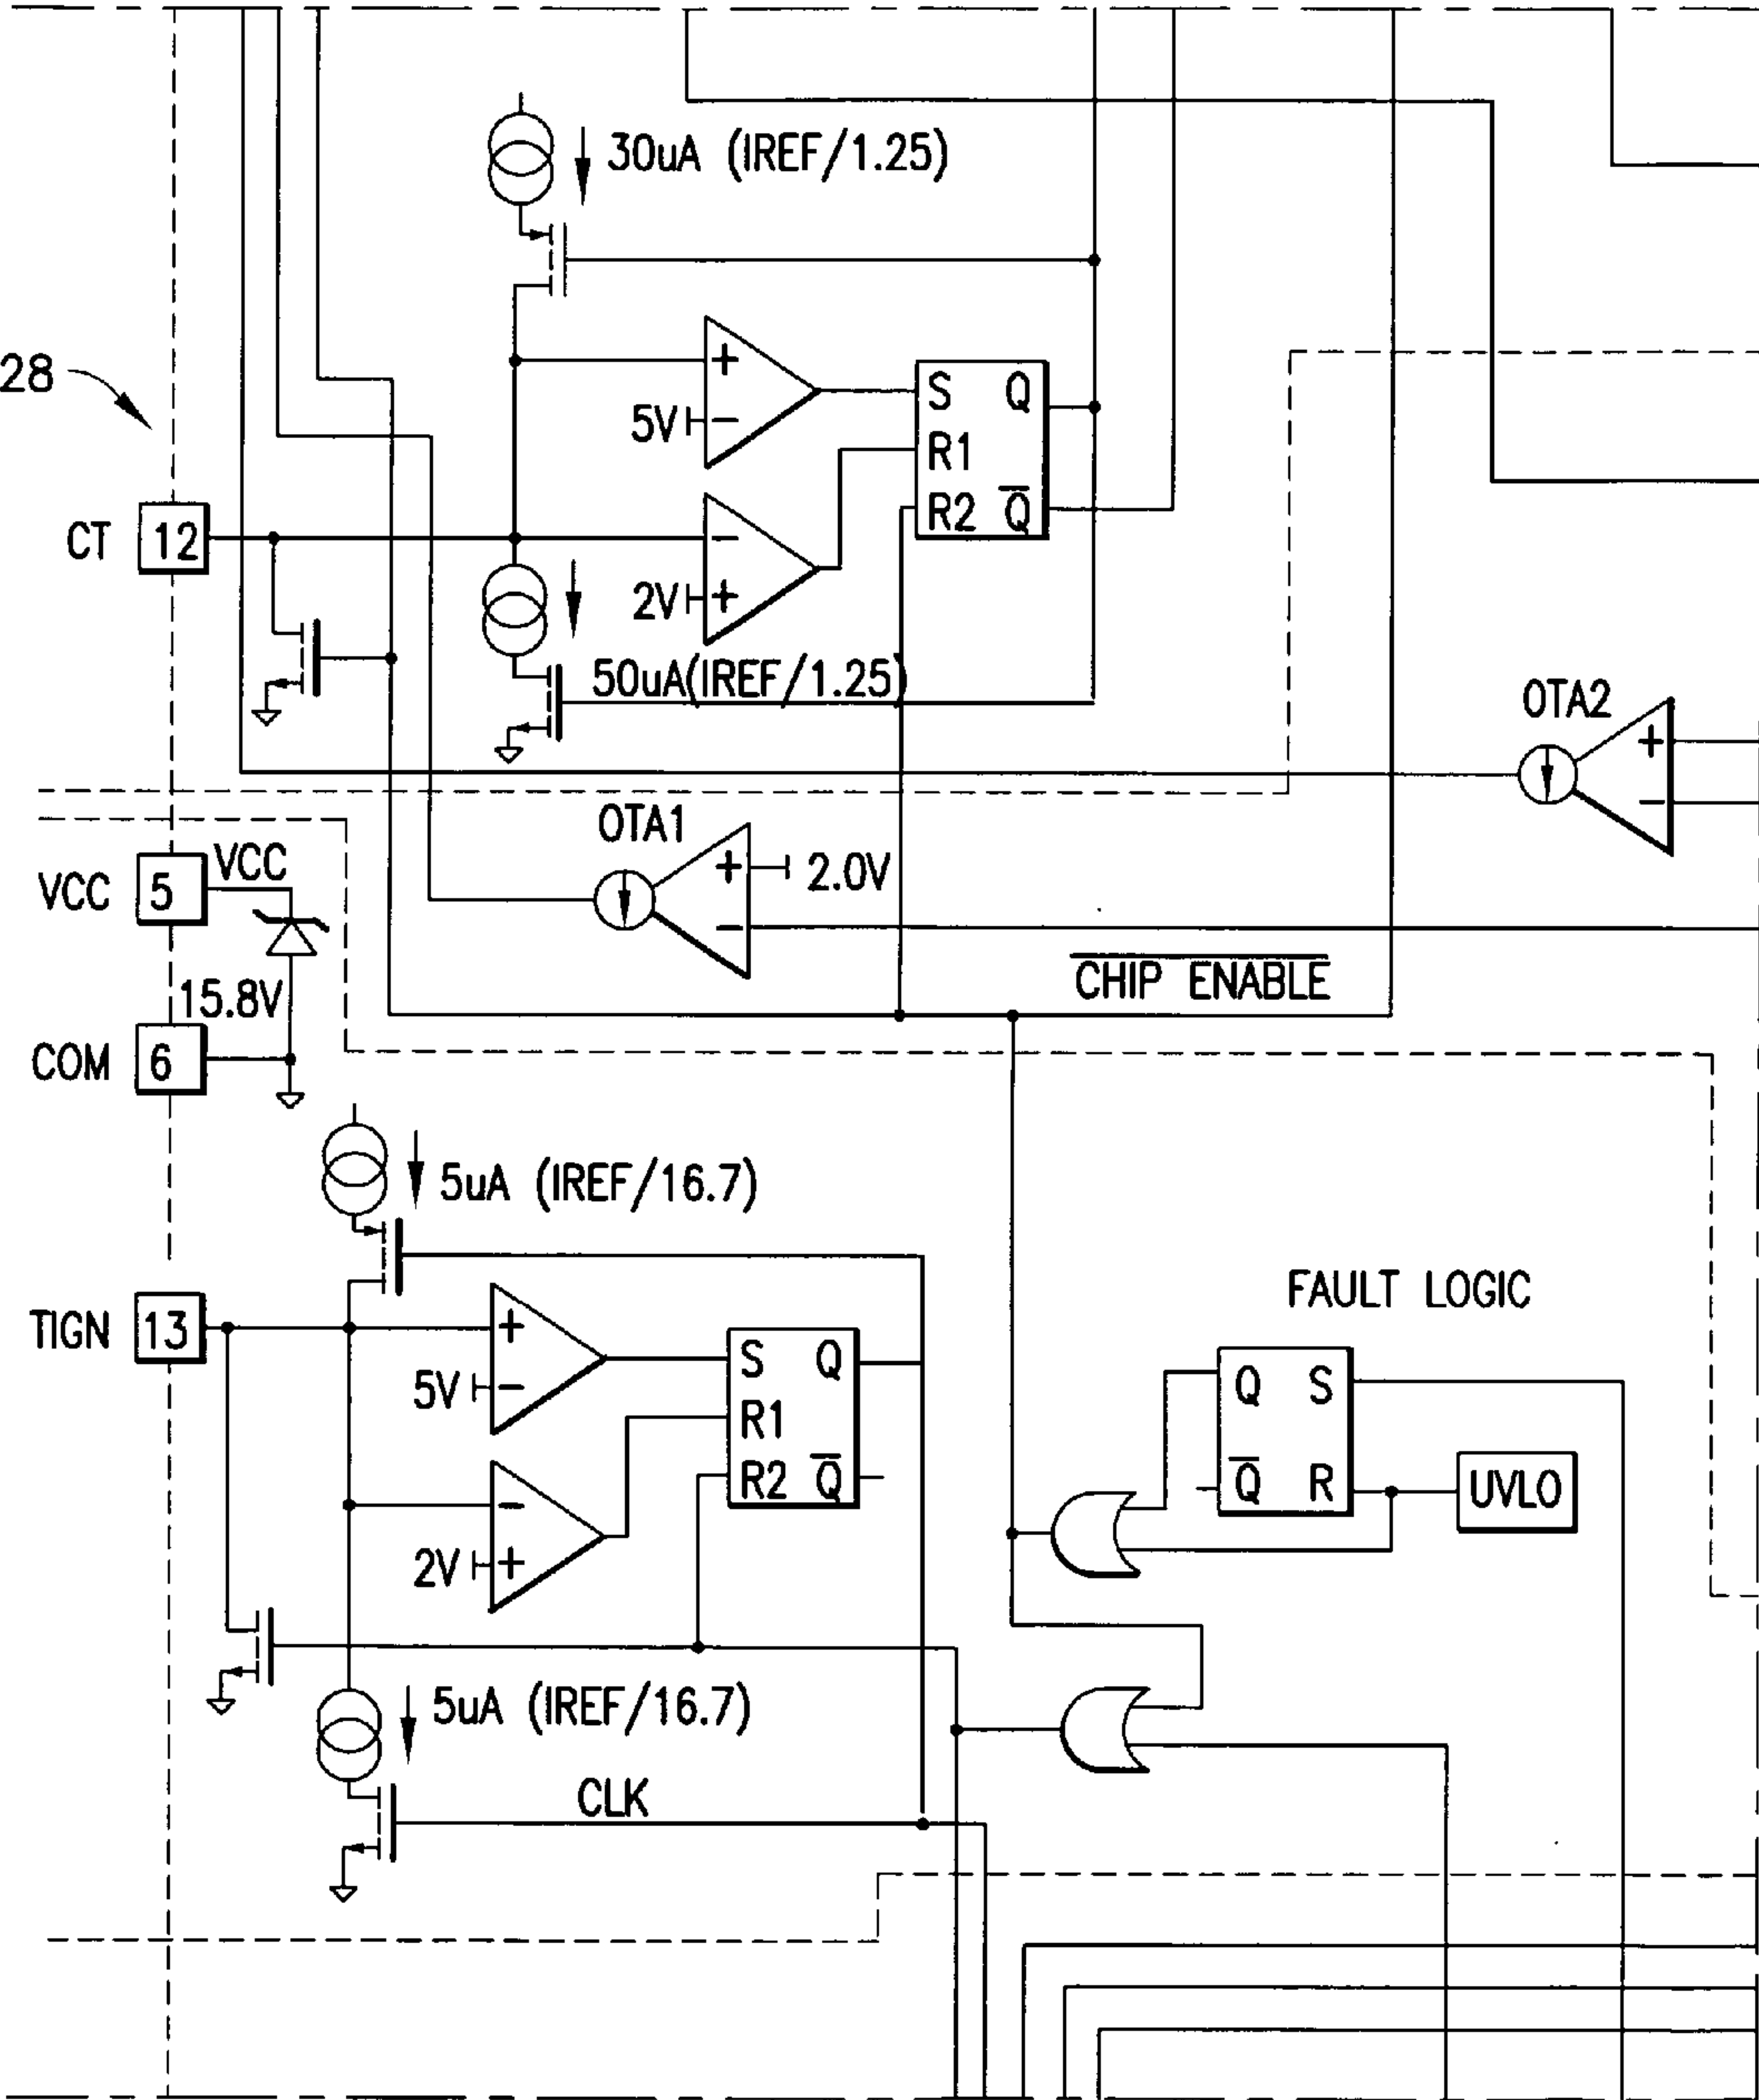 30uA (IREF/1.25)
28
S Q
+
5V -
R1
R2 Q
CT 12
-
2V +
50uA(IREF/1.25)
OTA2
+
-
OTA1
VCC 5 VCC
+ 2.0V
-
CHIP ENABLE
15.8V
COM 6
5uA (IREF/16.7)
FAULT LOGIC
TIGN 13
+
5V -
S Q
R1
R2 Q
Q S
Q R UVLO
-
2V +
5uA (IREF/16.7)
CLK